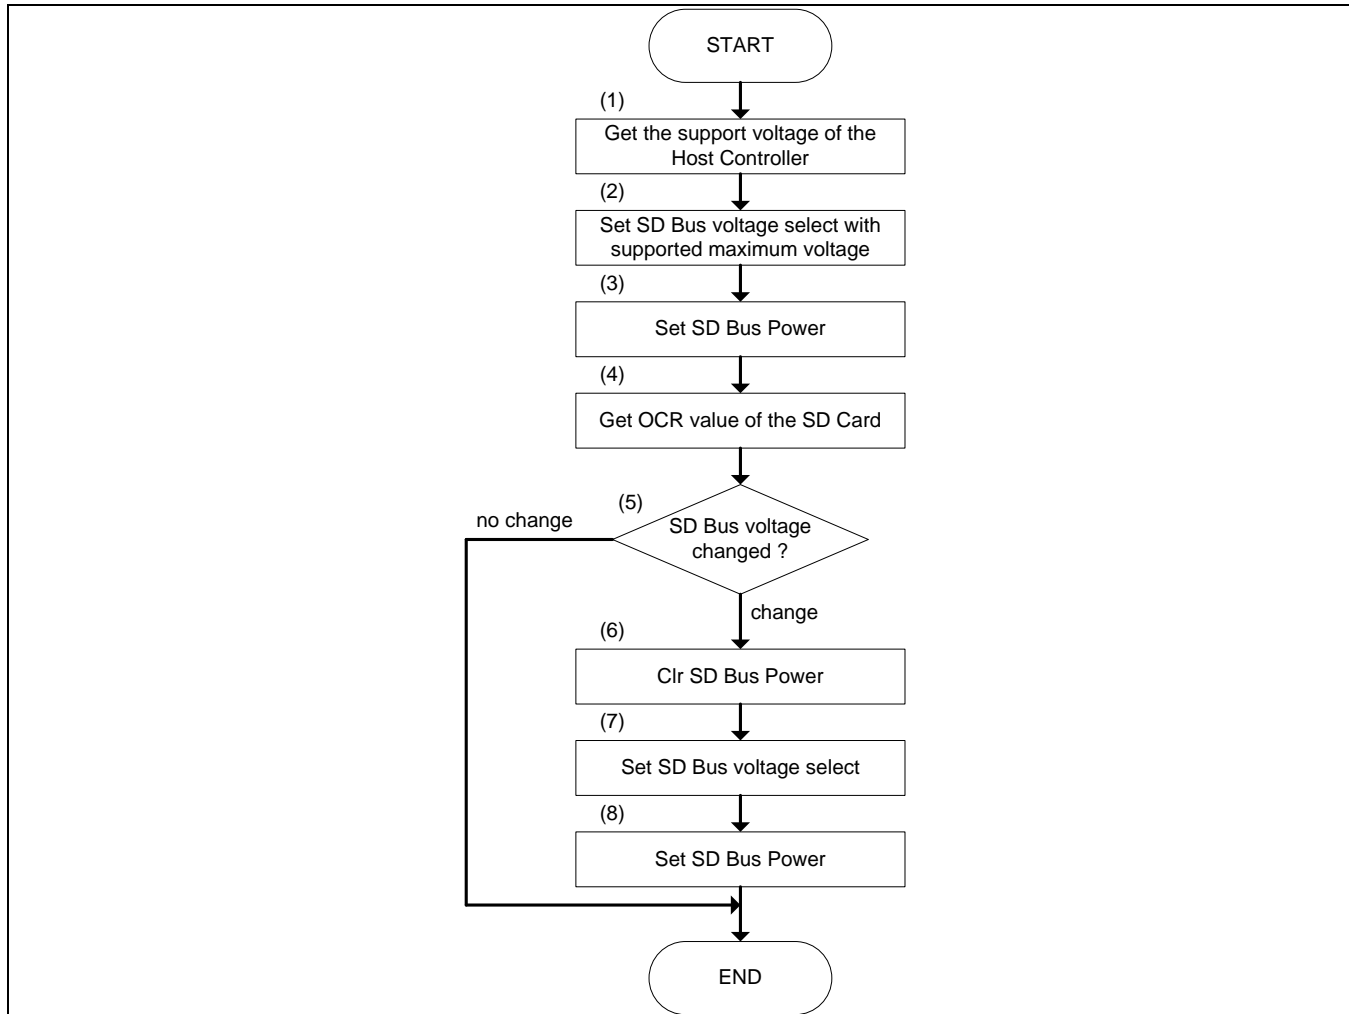 START
(1)
Get the support voltage of the
Host Controller
(2)
Set SD Bus voltage select with
supported maximum voltage
(3)
Set SD Bus Power
(4)
Get OCR value of the SD Card
(5)
no change
SD Bus voltage
changed ?
change
(6)
Clr SD Bus Power
(7)
Set SD Bus voltage select
(8)
Set SD Bus Power
END